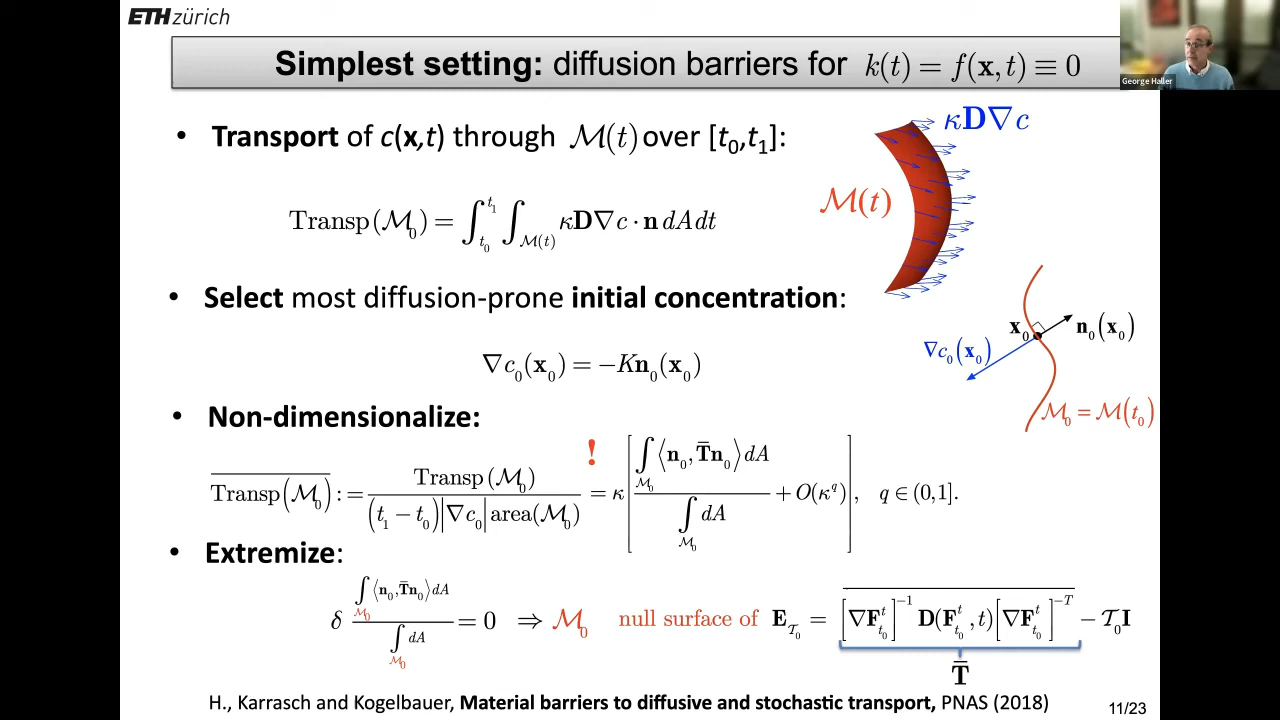 ETH zürich
Simplest setting: diffusion barriers for k(t) = f(x,t) ≡ 0
George Haller
• Transport of c(x,t) through ℳ(t) over [t₀,t₁]:
κD∇c
ℳ(t)
Transp(ℳ₀) = ∫_{t₀}^{t₁} ∫_{ℳ(t)} κD∇c · n dA dt
• Select most diffusion-prone initial concentration:
∇c₀(x₀) = −Kn₀(x₀)
x₀
n₀(x₀)
∇c₀(x₀)
ℳ₀ = ℳ(t₀)
• Non-dimensionalize:
!
\overline{Transp(ℳ₀)} := Transp(ℳ₀) / ((t₁ − t₀)|∇c₀| area(ℳ₀)) = κ[ ∫_{ℳ₀} ⟨n₀, T̄n₀⟩ dA / ∫_{ℳ₀} dA + O(κ^q) ], q ∈ (0,1].
• Extremize:
δ ∫_{ℳ₀} ⟨n₀, T̄n₀⟩ dA / ∫_{ℳ₀} dA = 0 ⇒ ℳ₀ null surface of E_{𝒯₀} = \overline{[∇F_{t₀}^t]^{−1} D(F_{t₀}^t, t)[∇F_{t₀}^t]^{−T}} − 𝒯₀I
T̄
H., Karrasch and Kogelbauer, Material barriers to diffusive and stochastic transport, PNAS (2018)
11/23